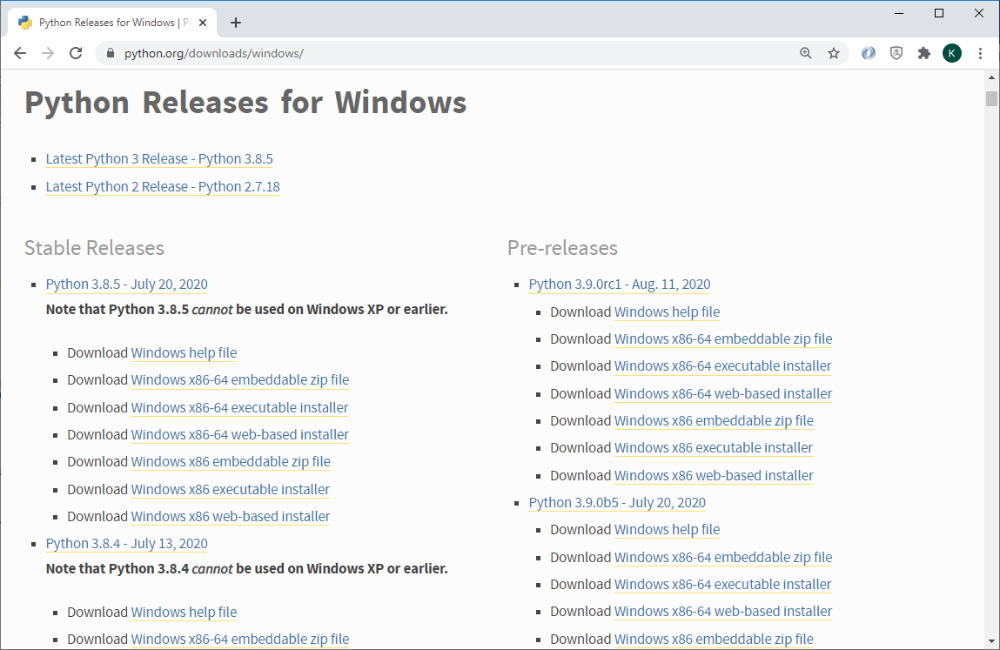 Python Releases for Windows | Py
python.org/downloads/windows/
K
Python Releases for Windows
Latest Python 3 Release - Python 3.8.5
Latest Python 2 Release - Python 2.7.18
Stable Releases
Python 3.8.5 - July 20, 2020
Note that Python 3.8.5 cannot be used on Windows XP or earlier.
Download Windows help file
Download Windows x86-64 embeddable zip file
Download Windows x86-64 executable installer
Download Windows x86-64 web-based installer
Download Windows x86 embeddable zip file
Download Windows x86 executable installer
Download Windows x86 web-based installer
Python 3.8.4 - July 13, 2020
Note that Python 3.8.4 cannot be used on Windows XP or earlier.
Download Windows help file
Download Windows x86-64 embeddable zip file
Pre-releases
Python 3.9.0rc1 - Aug. 11, 2020
Download Windows help file
Download Windows x86-64 embeddable zip file
Download Windows x86-64 executable installer
Download Windows x86-64 web-based installer
Download Windows x86 embeddable zip file
Download Windows x86 executable installer
Download Windows x86 web-based installer
Python 3.9.0b5 - July 20, 2020
Download Windows help file
Download Windows x86-64 embeddable zip file
Download Windows x86-64 executable installer
Download Windows x86-64 web-based installer
Download Windows x86 embeddable zip file